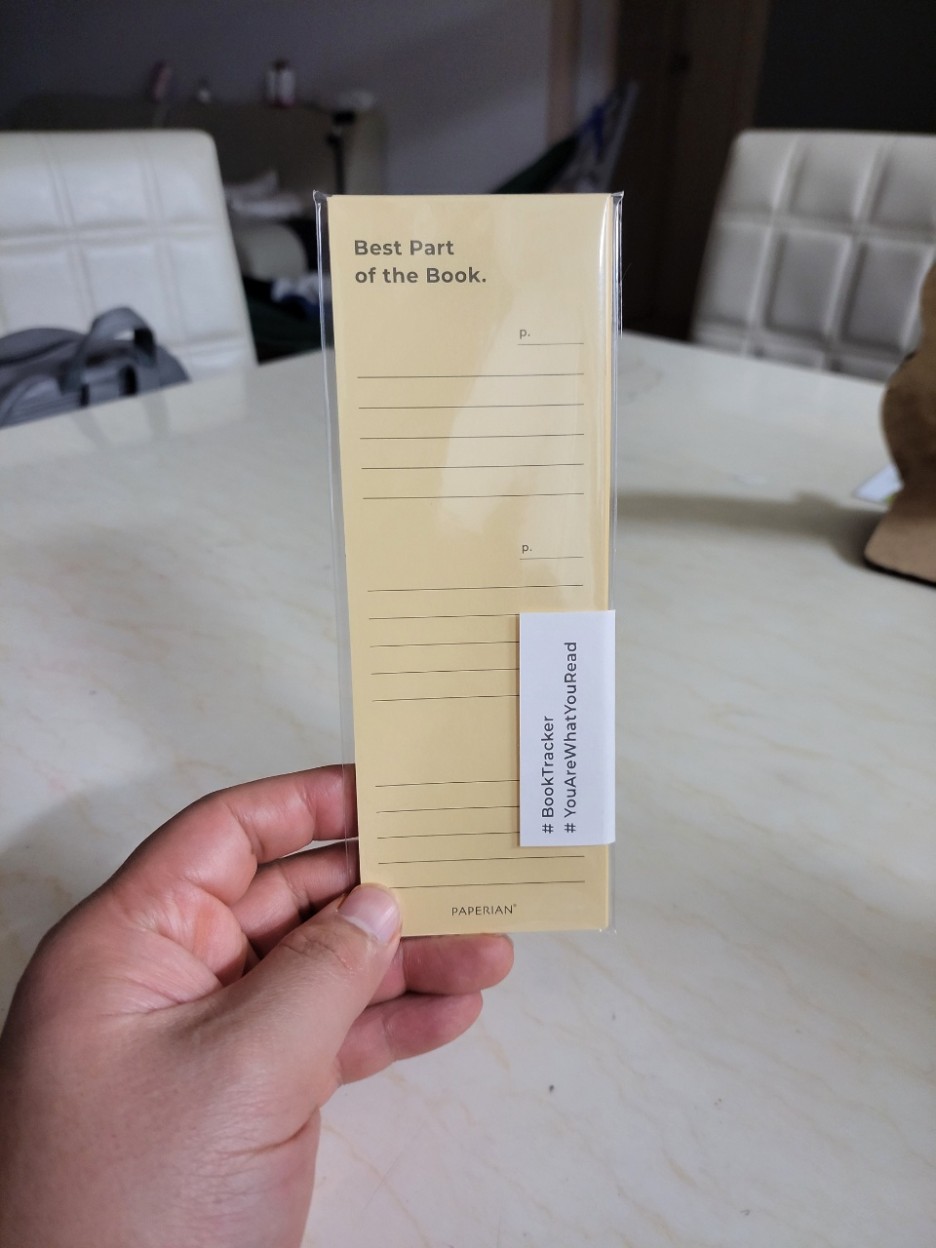 Best Part
of the Book.
p.
p.
# BookTracker
# YouAreWhatYouRead
PAPERIAN